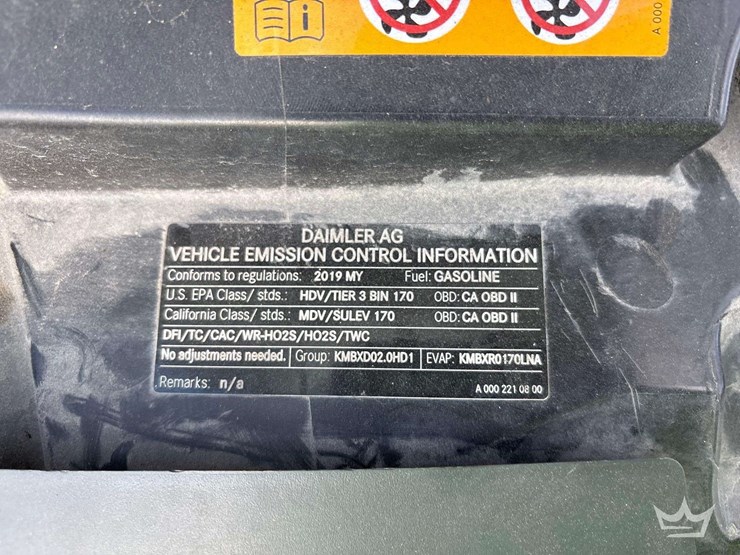 A 000
DAIMLER AG
VEHICLE EMISSION CONTROL INFORMATION
Conforms to regulations: 2019 MY Fuel: GASOLINE
U.S. EPA Class/ stds.: HDV/TIER 3 BIN 170 OBD: CA OBD II
California Class/ stds.: MDV/SULEV 170 OBD: CA OBD II
DFI/TC/CAC/WR-HO2S/HO2S/TWC
No adjustments needed. Group: KMBXD02.0HD1 EVAP: KMBXR0170LNA
Remarks: n/a A 000 221 08 00